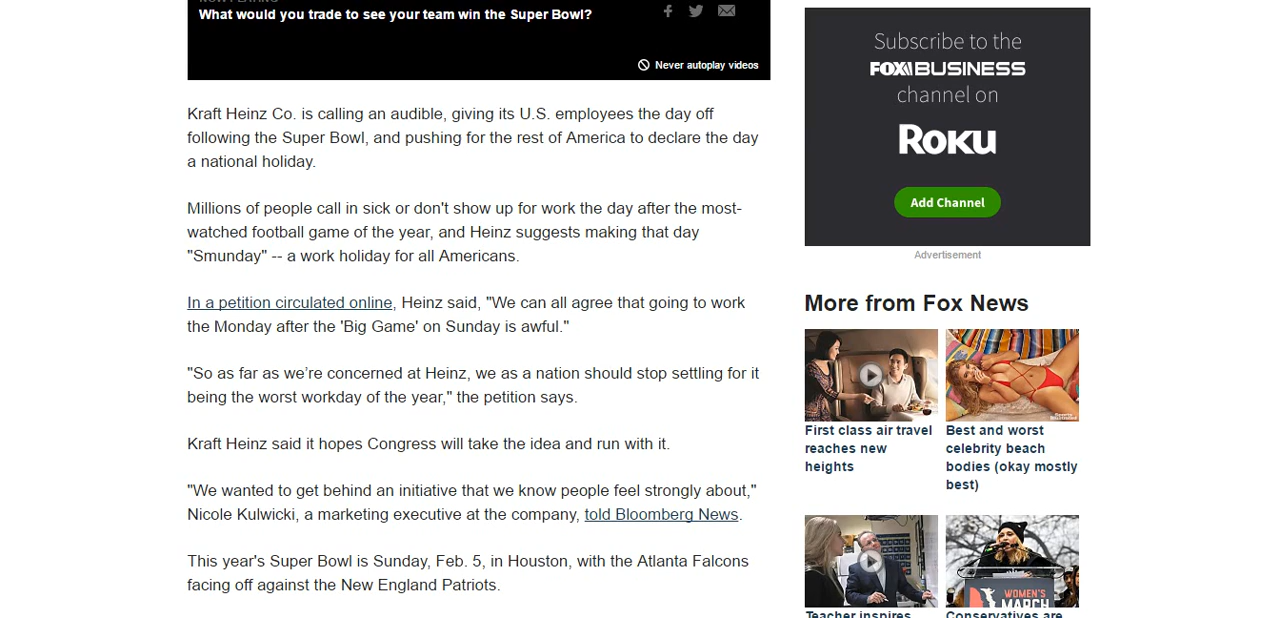 What would you trade to see your team win the Super Bowl?
Never autoplay videos
Kraft Heinz Co. is calling an audible, giving its U.S. employees the day off
following the Super Bowl, and pushing for the rest of America to declare the day
a national holiday.
Millions of people call in sick or don't show up for work the day after the most-
watched football game of the year, and Heinz suggests making that day
"Smunday" -- a work holiday for all Americans.
In a petition circulated online, Heinz said, "We can all agree that going to work
the Monday after the 'Big Game' on Sunday is awful."
"So as far as we’re concerned at Heinz, we as a nation should stop settling for it
being the worst workday of the year," the petition says.
Kraft Heinz said it hopes Congress will take the idea and run with it.
"We wanted to get behind an initiative that we know people feel strongly about,"
Nicole Kulwicki, a marketing executive at the company, told Bloomberg News.
This year's Super Bowl is Sunday, Feb. 5, in Houston, with the Atlanta Falcons
facing off against the New England Patriots.
Subscribe to the
FOX BUSINESS
channel on
ROKU
Add Channel
Advertisement
More from Fox News
First class air travel
reaches new
heights
Best and worst
celebrity beach
bodies (okay mostly
best)
WOMEN'S
MARCH
Teacher inspires
Conservatives are